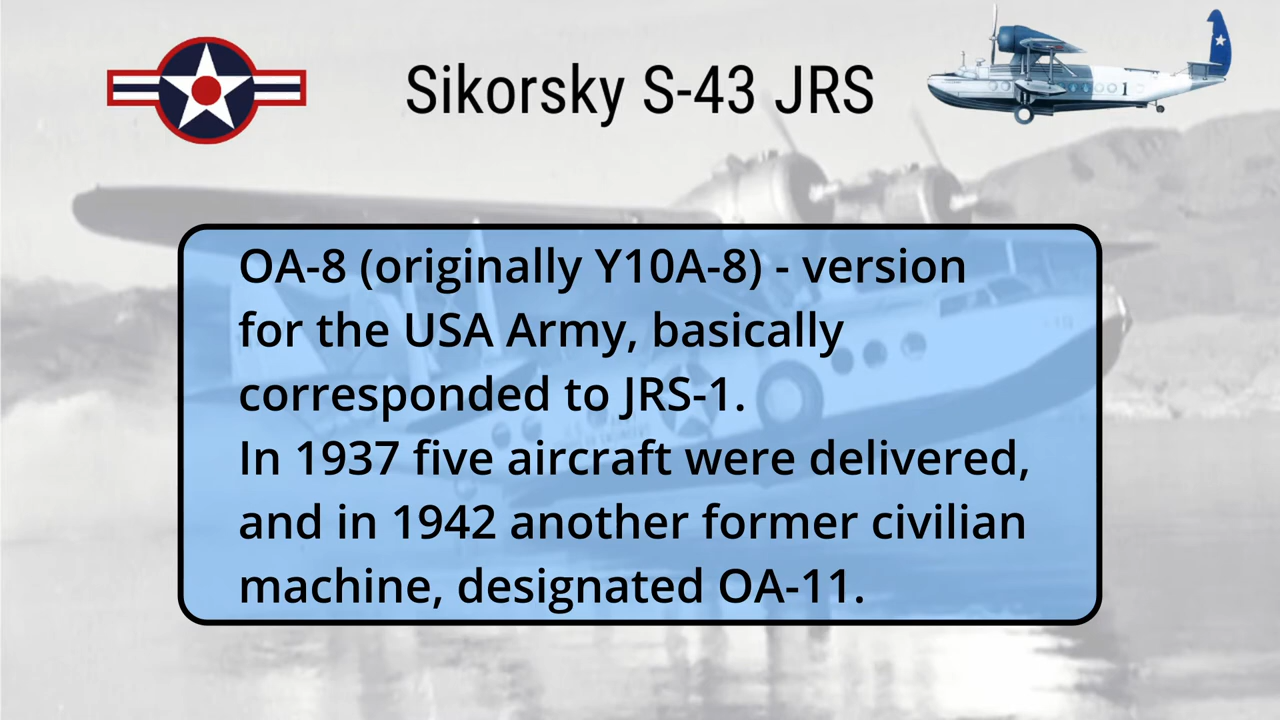 Sikorsky S-43 JRS
OA-8 (originally Y10A-8) - version
for the USA Army, basically
corresponded to JRS-1.
In 1937 five aircraft were delivered,
and in 1942 another former civilian
machine, designated OA-11.
1